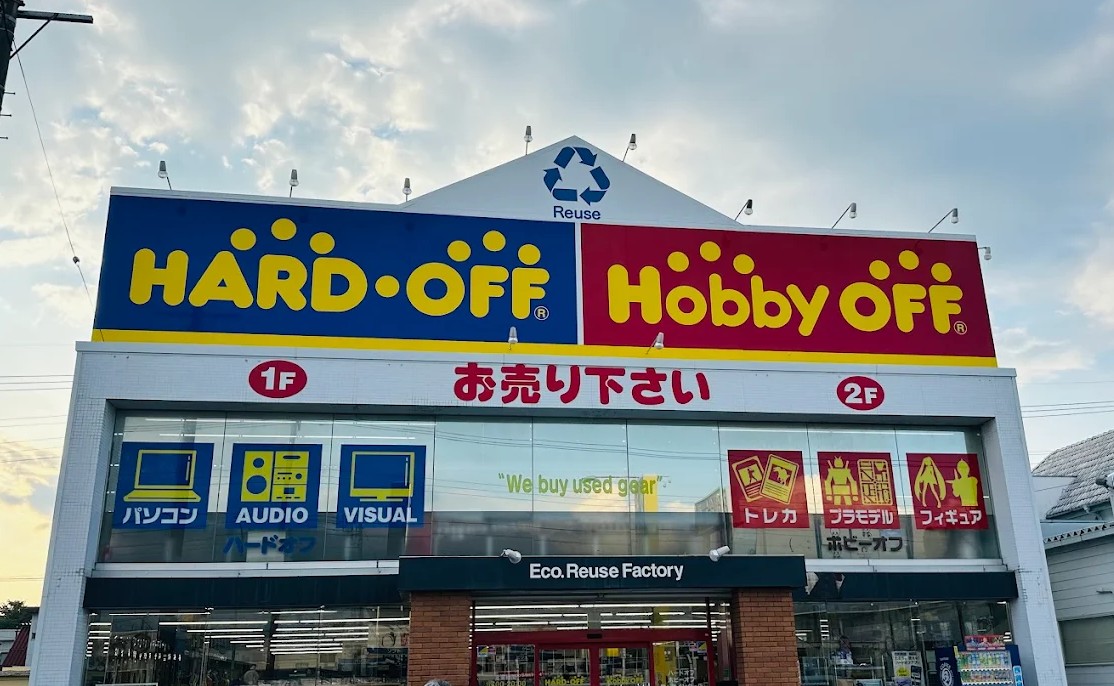 Reuse
HARD・OFF®
Hobby OFF®
1F
お売り下さい
2F
パソコン
AUDIO
VISUAL
"We buy used gear"
トレカ
プラモデル
フィギュア
ハードオフ
ホビーオフ
Eco.Reuse Factory
HARD・OFF